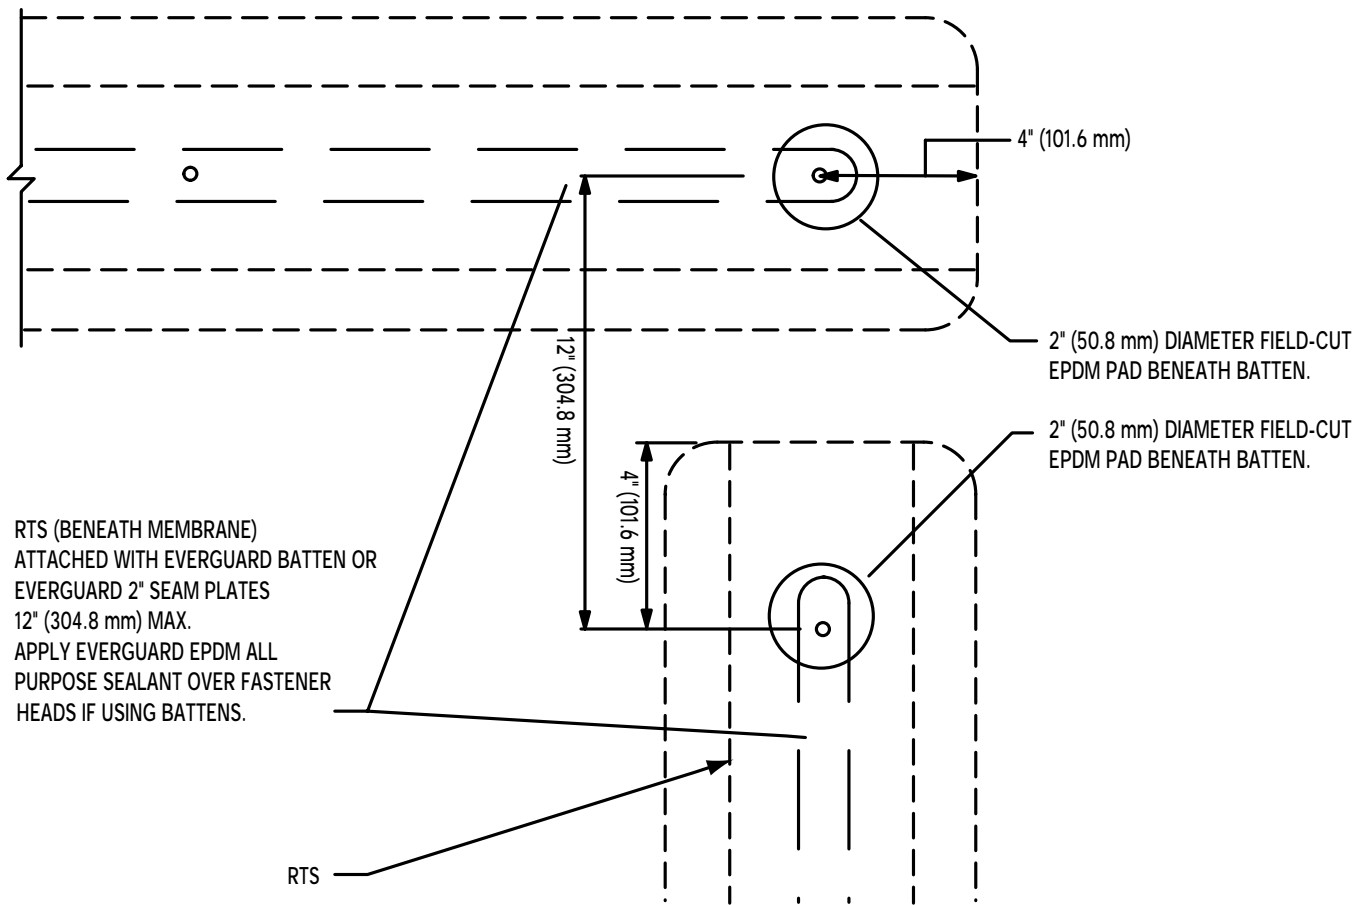 4" (101.6 mm)
2" (50.8 mm) DIAMETER FIELD-CUT
EPDM PAD BENEATH BATTEN.
12" (304.8 mm)
2" (50.8 mm) DIAMETER FIELD-CUT
EPDM PAD BENEATH BATTEN.
4" (101.6 mm)
RTS (BENEATH MEMBRANE)
ATTACHED WITH EVERGUARD BATTEN OR
EVERGUARD 2" SEAM PLATES
12" (304.8 mm) MAX.
APPLY EVERGUARD EPDM ALL
PURPOSE SEALANT OVER FASTENER
HEADS IF USING BATTENS.
RTS